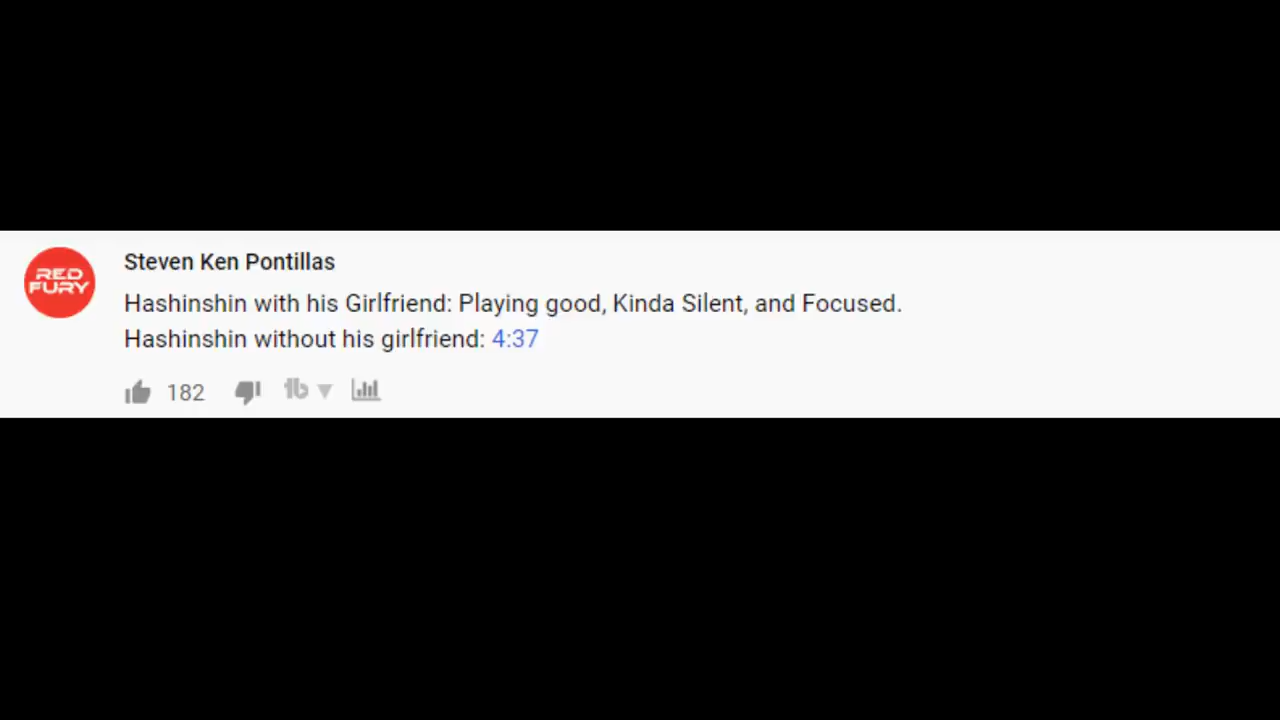 RED
FURY
Steven Ken Pontillas
Hashinshin with his Girlfriend: Playing good, Kinda Silent, and Focused.
Hashinshin without his girlfriend: 4:37
182
tb